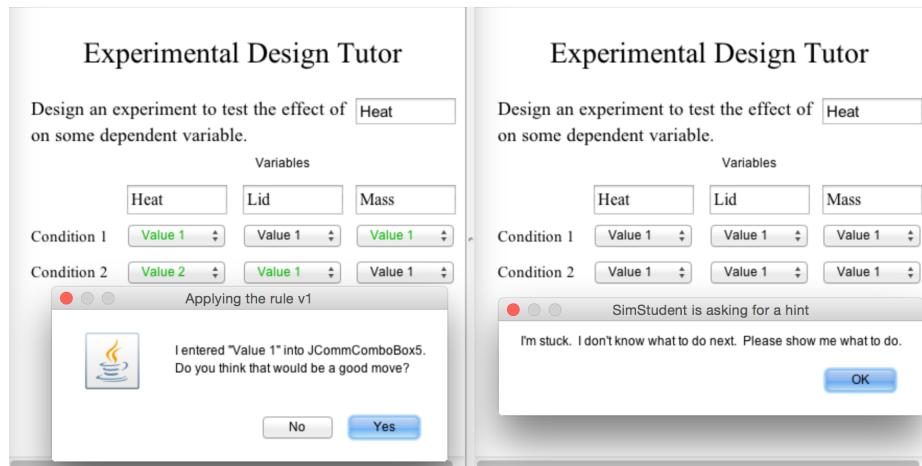 Experimental Design Tutor
Design an experiment to test the effect of Heat
on some dependent variable.
Variables
Heat Lid Mass
Condition 1 Value 1 Value 1 Value 1
Condition 2 Value 2 Value 1 Value 1
Applying the rule v1
I entered "Value 1" into JCommComboBox5.
Do you think that would be a good move?
No Yes
Experimental Design Tutor
Design an experiment to test the effect of Heat
on some dependent variable.
Variables
Heat Lid Mass
Condition 1 Value 1 Value 1 Value 1
Condition 2 Value 1 Value 1 Value 1
SimStudent is asking for a hint
I'm stuck. I don't know what to do next. Please show me what to do.
OK